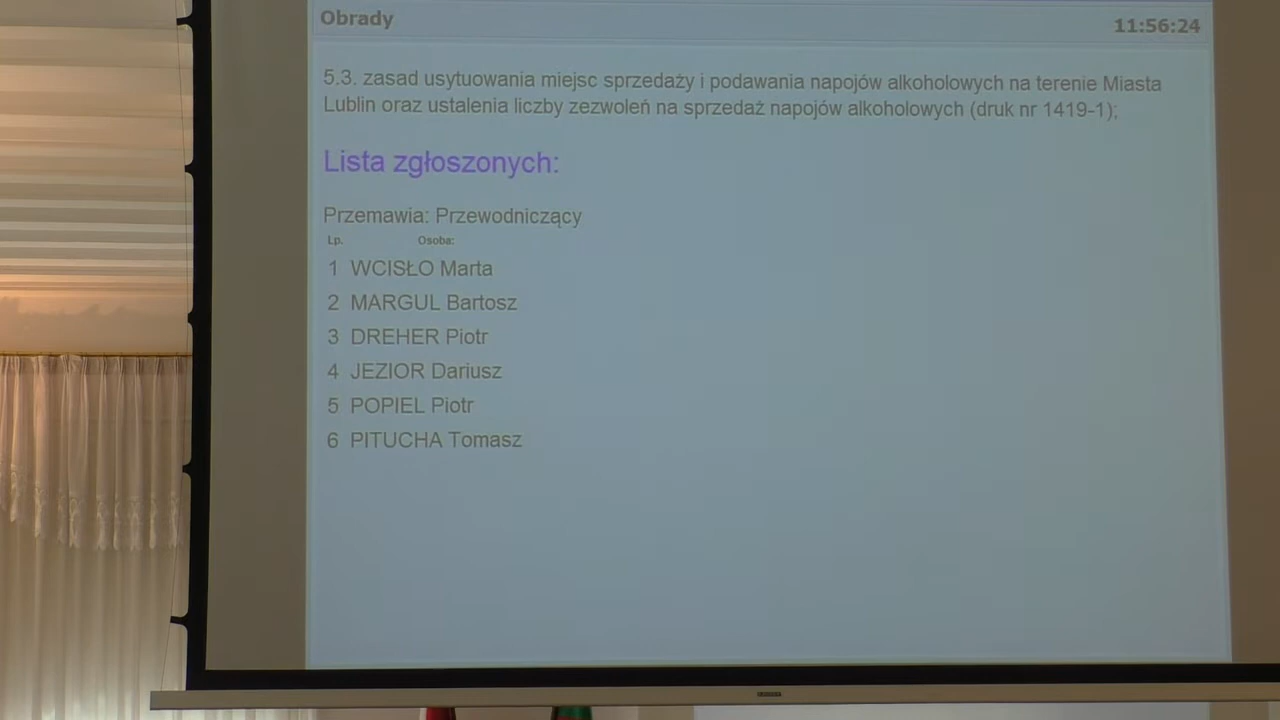 Obrady
11:56:24
5.3. zasad usytuowania miejsc sprzedaży i podawania napojów alkoholowych na terenie Miasta
Lublin oraz ustalenia liczby zezwoleń na sprzedaż napojów alkoholowych (druk nr 1419-1);
Lista zgłoszonych:
Przemawia: Przewodniczący
Lp. Osoba:
1 WCISŁO Marta
2 MARGUL Bartosz
3 DREHER Piotr
4 JEZIOR Dariusz
5 POPIEL Piotr
6 PITUCHA Tomasz